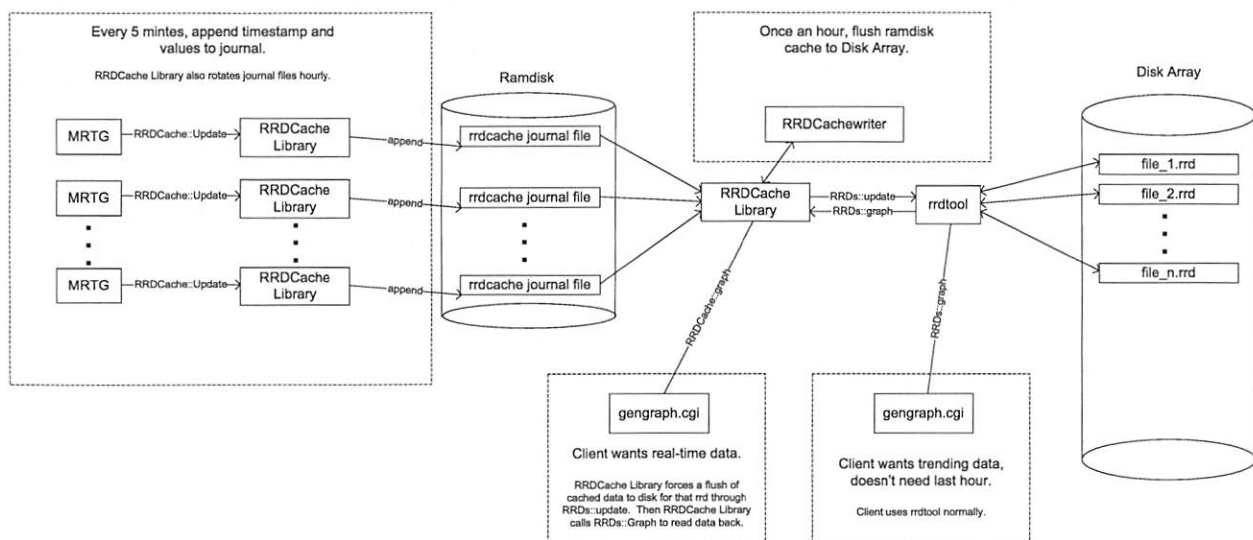 Every 5 mintes, append timestamp and
values to journal.
RRDCache Library also rotates journal files hourly.
MRTG
RRDCache::Update
RRDCache
Library
append
MRTG
RRDCache::Update
RRDCache
Library
append
MRTG
RRDCache::Update
RRDCache
Library
append
Ramdisk
rrdcache journal file
rrdcache journal file
rrdcache journal file
Once an hour, flush ramdisk
cache to Disk Array.
RRDCachewriter
RRDCache
Library
RRDs::update
RRDs::graph
rrdtool
Disk Array
file_1.rrd
file_2.rrd
file_n.rrd
RRDCache::graph
RRDs::graph
gengraph.cgi
Client wants real-time data.
RRDCache Library forces a flush of
cached data to disk for that rrd through
RRDs::update. Then RRDCache Library
calls RRDs::Graph to read data back.
gengraph.cgi
Client wants trending data,
doesn't need last hour.
Client uses rrdtool normally.